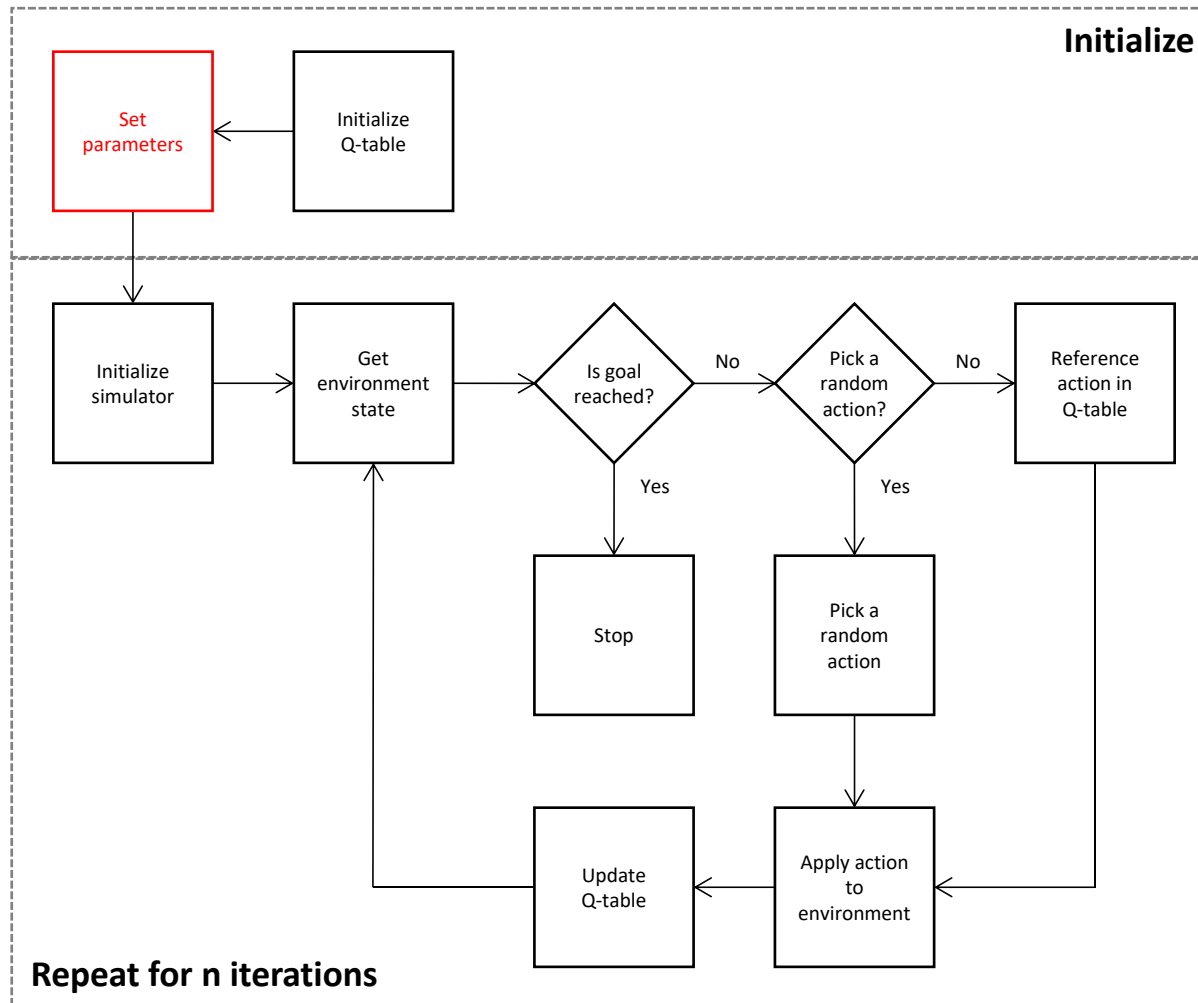 Initialize
Set
parameters
Initialize
Q-table
Initialize
simulator
Get
environment
state
Is goal
reached?
No
Pick a
random
action?
No
Reference
action in
Q-table
Yes
Yes
Stop
Pick a
random
action
Update
Q-table
Apply action
to
environment
Repeat for n iterations